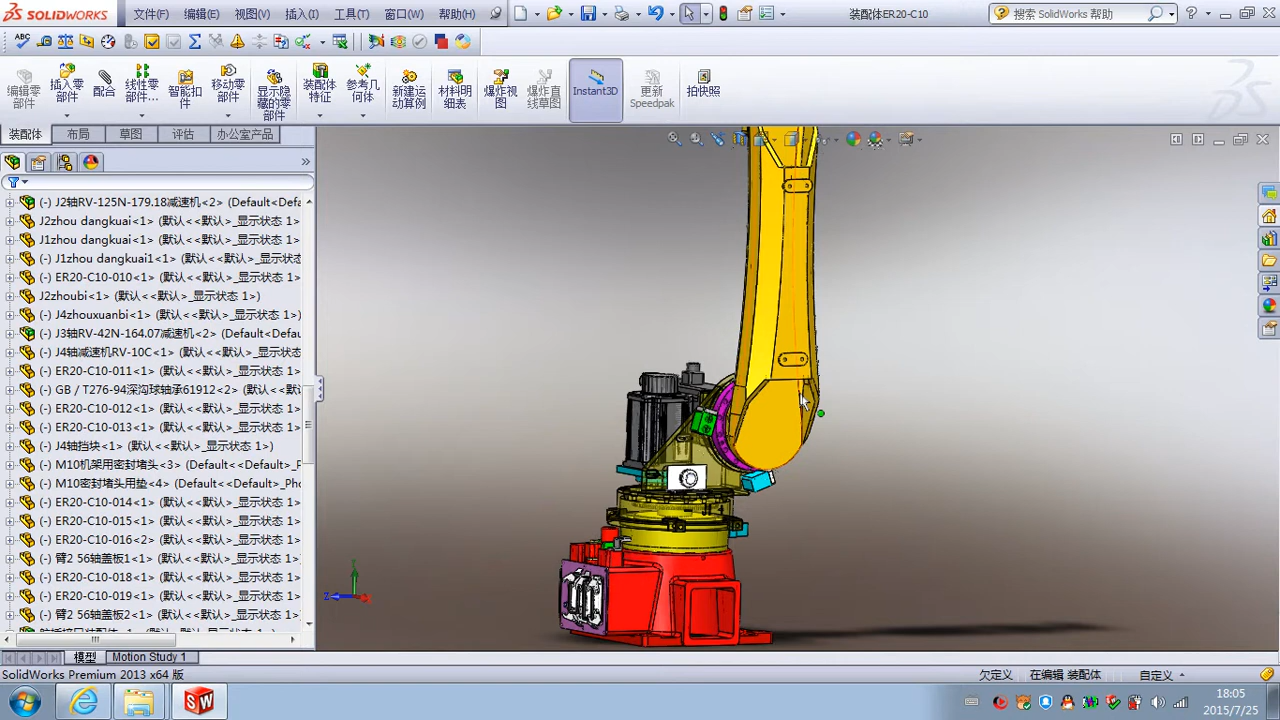 SOLIDWORKS 文件(F) 编辑(E) 视图(V) 插入(I) 工具(T) 窗口(W) 帮助(H) 装配体ER20-C10 搜索 SolidWorks 帮助
编辑零部件 插入零部件 配合 线性零部件... 智能扣件 移动零部件 显示隐藏的零部件 装配体特征 参考几何体 新建运动算例 材料明细表 爆炸视图 爆炸直线草图 Instant3D 更新 Speedpak 拍快照
装配体 布局 草图 评估 办公室产品
(-) J2轴RV-125N-179.18减速机<2> (Default<Defa
J2zhou dangkuai<1> (默认<<默认>_显示状态 1>)
J1zhou dangkuai<1> (默认<<默认>_显示状态 1>)
(-) J1zhou dangkuai1<1> (默认<<默认>_显示状态
(-) ER20-C10-010<1> (默认<<默认>_显示状态 1>
J2zhoubi<1> (默认<<默认>_显示状态 1>)
(-) J4zhouxuanbi<1> (默认<<默认>_显示状态 1>
(-) J3轴RV-42N-164.07减速机<2> (Default<Defau
(-) J4轴减速机RV-10C<1> (默认<<默认>_显示状
(-) ER20-C10-011<1> (默认<<默认>_显示状态 1>
(-) GB / T276-94深沟球轴承61912<2> (默认<<默
(-) ER20-C10-012<1> (默认<<默认>_显示状态 1>
(-) ER20-C10-013<1> (默认<<默认>_显示状态 1>
(-) J4轴挡块<1> (默认<<默认>_显示状态 1>)
(-) M10机架用密封堵头<3> (Default<<Default>_P
(-) M10密封堵头用垫<4> (Default<<Default>_Pho
(-) ER20-C10-014<1> (默认<<默认>_显示状态 1>
(-) ER20-C10-015<1> (默认<<默认>_显示状态 1>
(-) ER20-C10-016<2> (默认<<默认>_显示状态 1>
(-) 臂2 56轴盖板1<1> (默认<<默认>_显示状态 1>
(-) ER20-C10-018<1> (默认<<默认>_显示状态 1>
(-) ER20-C10-019<1> (默认<<默认>_显示状态 1>
(-) 臂2 56轴盖板2<1> (默认<<默认>_显示状态 1>
模型 Motion Study 1
SolidWorks Premium 2013 x64 版 欠定义 在编辑 装配体 自定义
18:05
2015/7/25